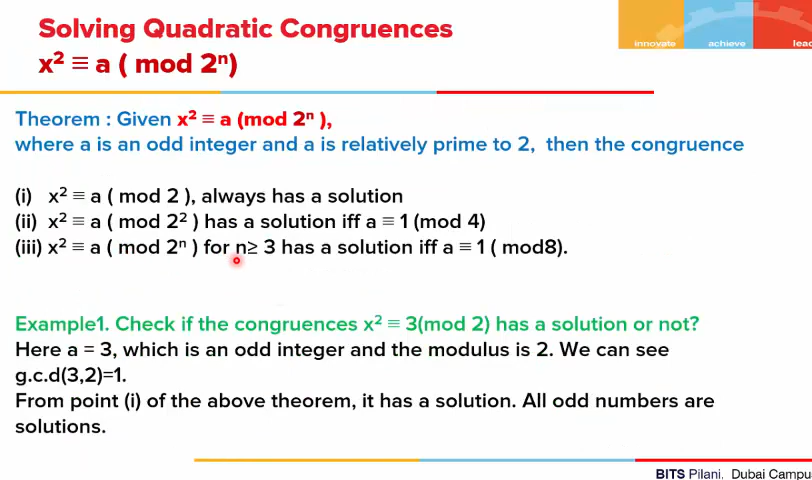 Solving Quadratic Congruences
x² ≡ a ( mod 2ⁿ)
innovate achieve lead
Theorem : Given x² ≡ a (mod 2ⁿ ),
where a is an odd integer and a is relatively prime to 2, then the congruence
(i) x² ≡ a ( mod 2 ), always has a solution
(ii) x² ≡ a ( mod 2² ) has a solution iff a ≡ 1 (mod 4)
(iii) x² ≡ a ( mod 2ⁿ ) for n≥ 3 has a solution iff a ≡ 1 ( mod8).
Example1. Check if the congruences x² ≡ 3(mod 2) has a solution or not?
Here a = 3, which is an odd integer and the modulus is 2. We can see
g.c.d(3,2)=1.
From point (i) of the above theorem, it has a solution. All odd numbers are
solutions.
BITS Pilani, Dubai Campu